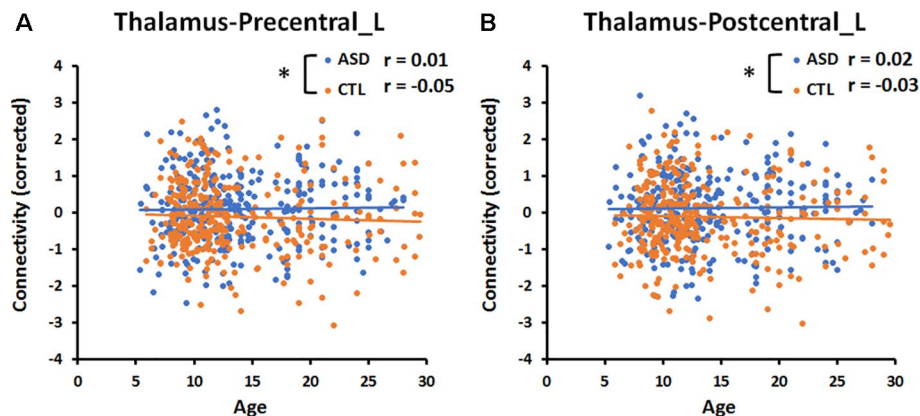 A Thalamus-Precentral_L
* ASD r = 0.01
CTL r = -0.05
Connectivity (corrected)
4
3
2
1
0
-1
-2
-3
-4
0 5 10 15 20 25 30
Age
B Thalamus-Postcentral_L
* ASD r = 0.02
CTL r = -0.03
Connectivity (corrected)
4
3
2
1
0
-1
-2
-3
-4
0 5 10 15 20 25 30
Age